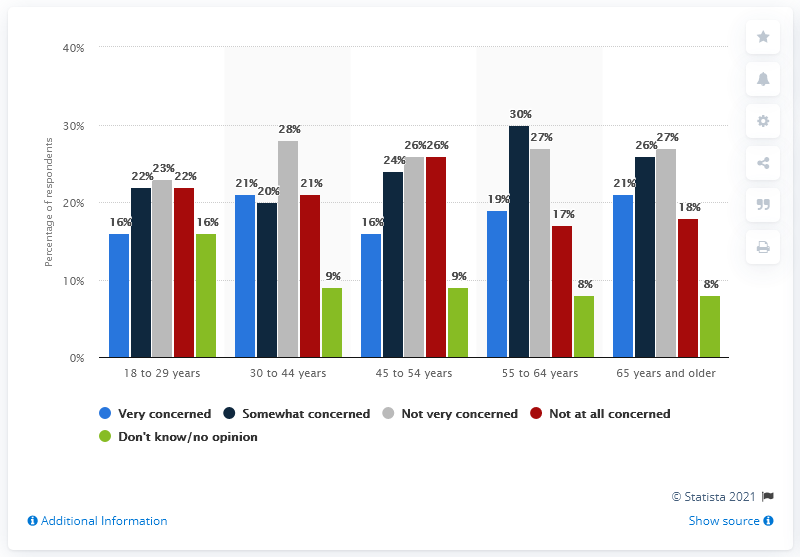 40%
30%
20%
10%
0%
Percentage of respondents
16% 22% 23% 22% 16%
21% 20% 28% 21% 9%
16% 24% 26% 26% 9%
19% 30% 27% 17% 8%
21% 26% 27% 18% 8%
18 to 29 years 30 to 44 years 45 to 54 years 55 to 64 years 65 years and older
Very concerned Somewhat concerned Not very concerned Not at all concerned
Don't know/no opinion
© Statista 2021
Additional Information Show source